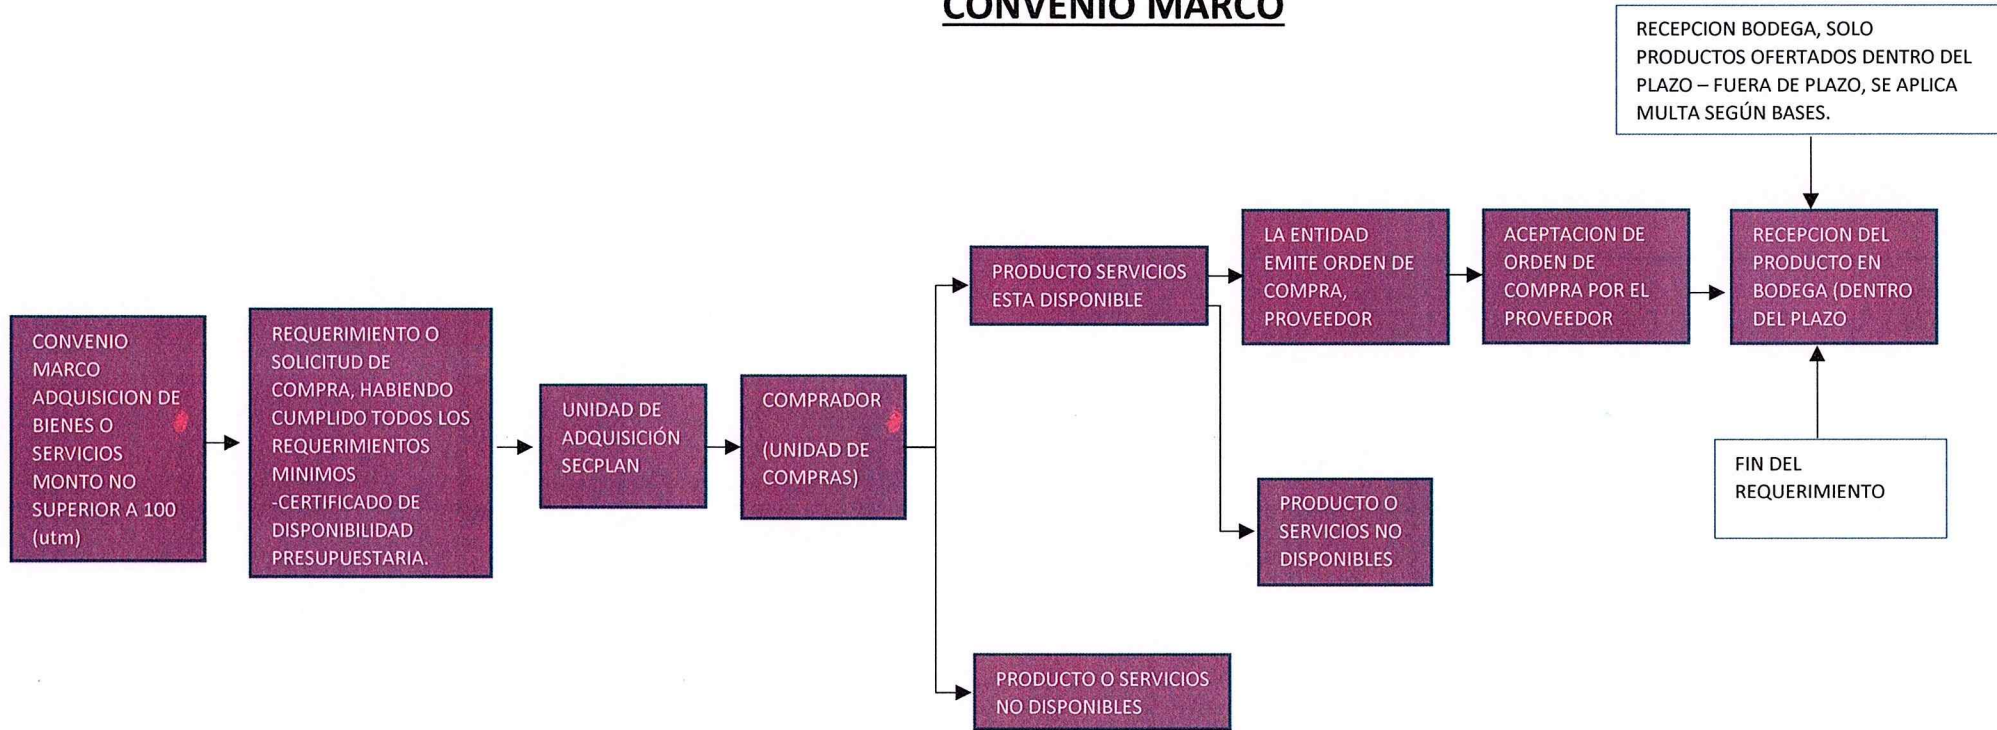 CONVENIO MARCO
RECEPCION BODEGA, SOLO
PRODUCTOS OFERTADOS DENTRO DEL
PLAZO – FUERA DE PLAZO, SE APLICA
MULTA SEGÚN BASES.
CONVENIO
MARCO
ADQUISICION DE
BIENES O
SERVICIOS
MONTO NO
SUPERIOR A 100
(utm)
REQUERIMIENTO O
SOLICITUD DE
COMPRA, HABIENDO
CUMPLIDO TODOS LOS
REQUERIMIENTOS
MINIMOS
-CERTIFICADO DE
DISPONIBILIDAD
PRESUPUESTARIA.
UNIDAD DE
ADQUISICIÓN
SECPLAN
COMPRADOR
(UNIDAD DE
COMPRAS)
PRODUCTO SERVICIOS
ESTA DISPONIBLE
LA ENTIDAD
EMITE ORDEN DE
COMPRA,
PROVEEDOR
ACEPTACION DE
ORDEN DE
COMPRA POR EL
PROVEEDOR
RECEPCION DEL
PRODUCTO EN
BODEGA (DENTRO
DEL PLAZO
PRODUCTO O
SERVICIOS NO
DISPONIBLES
FIN DEL
REQUERIMIENTO
PRODUCTO O SERVICIOS
NO DISPONIBLES